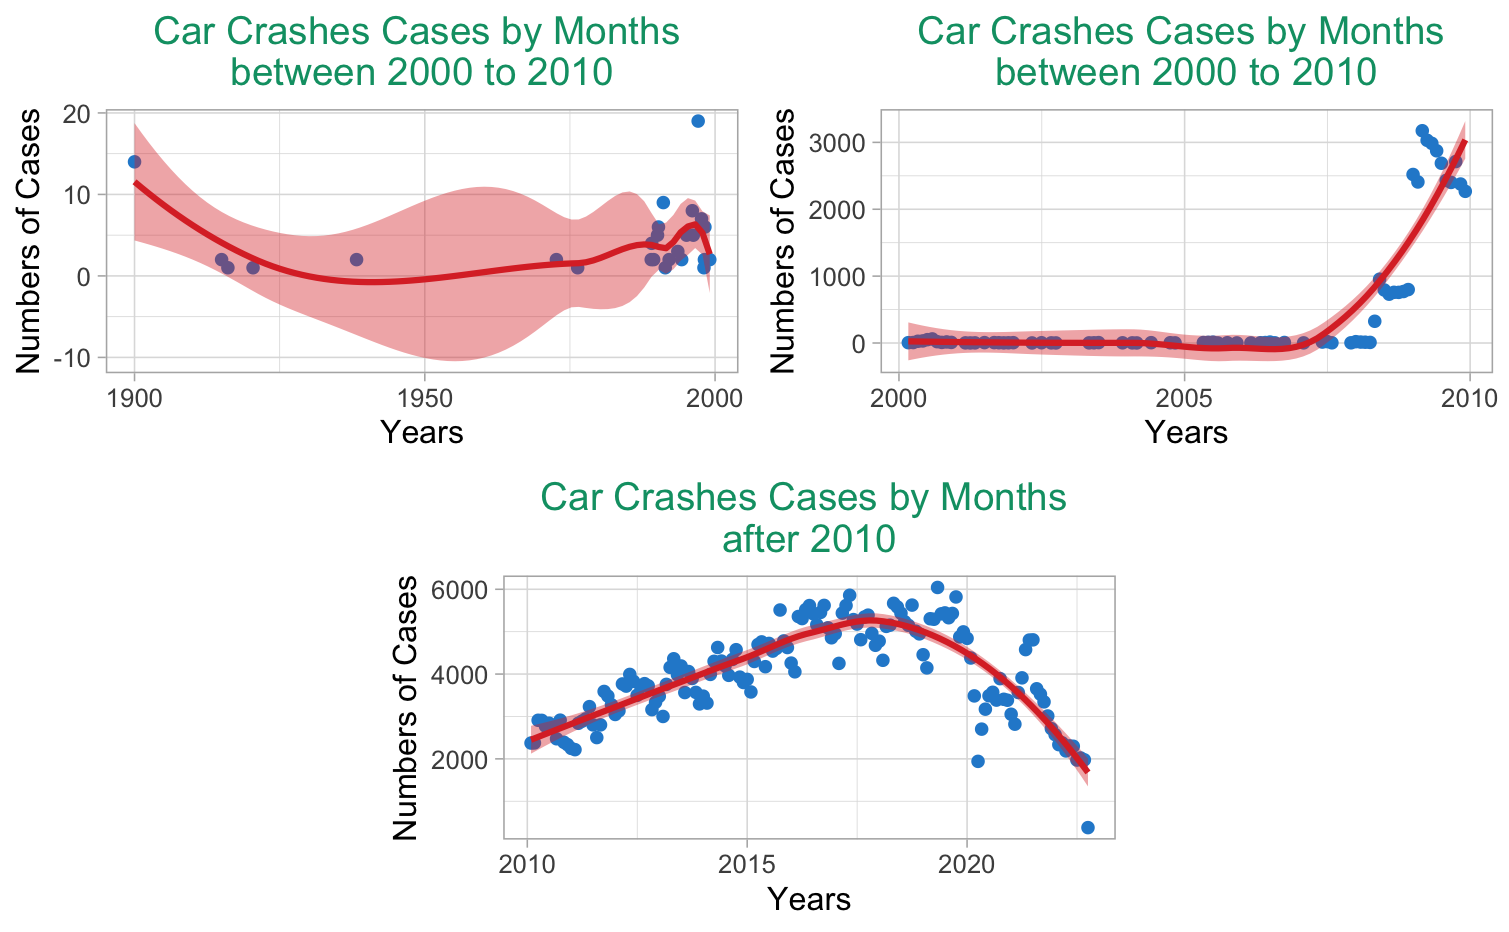 Car Crashes Cases by Months
between 2000 to 2010
Numbers of Cases
20
10
0
-10
1900
1950
2000
Years
Car Crashes Cases by Months
between 2000 to 2010
Numbers of Cases
3000
2000
1000
0
2000
2005
2010
Years
Car Crashes Cases by Months
after 2010
Numbers of Cases
6000
4000
2000
2010
2015
2020
Years